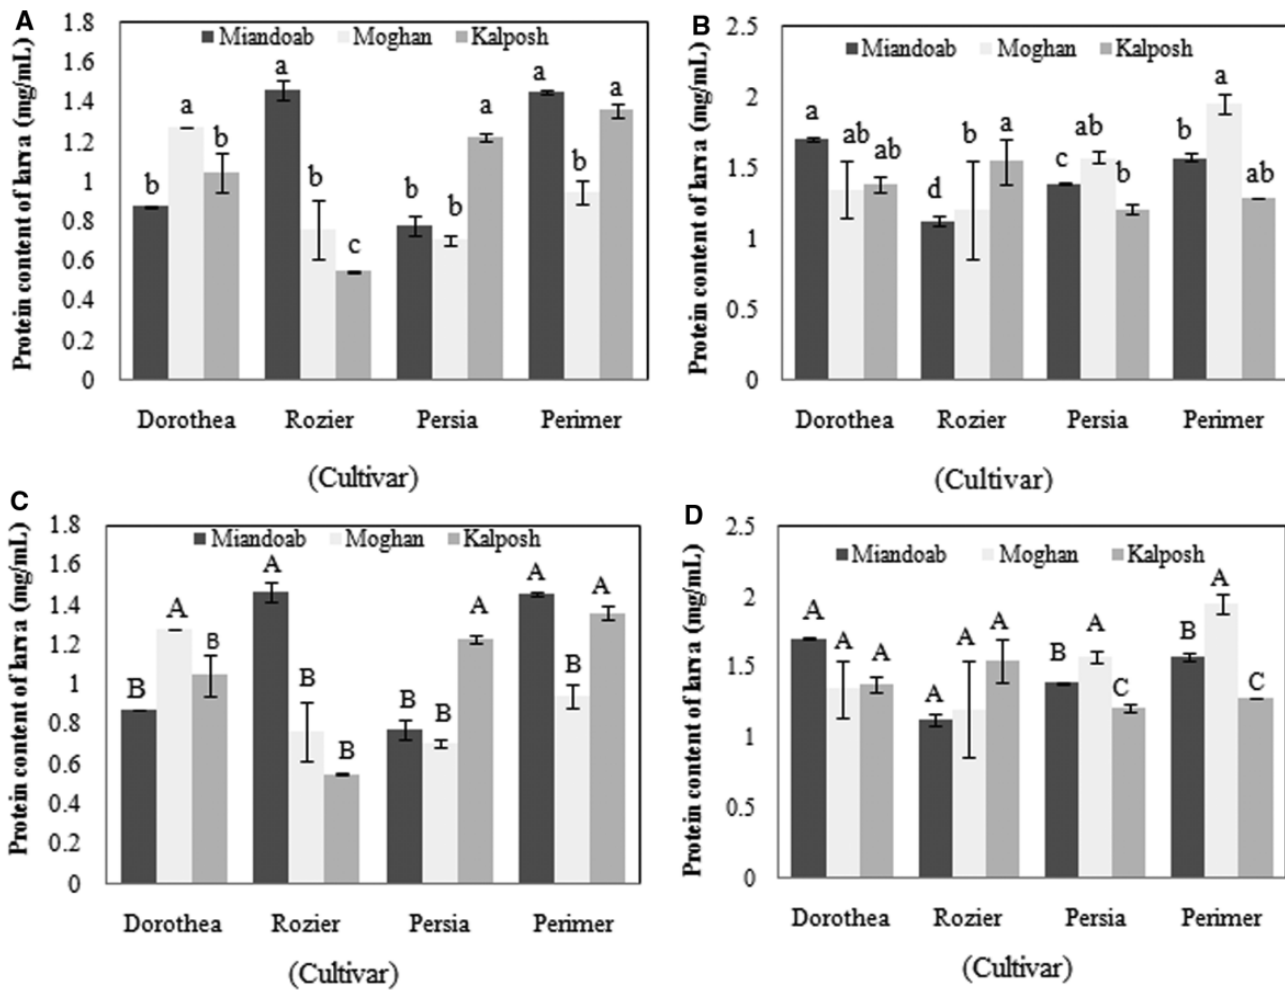 A
Protein content of larva (mg/mL)
1.8
1.6
1.4
1.2
1
0.8
0.6
0.4
0.2
0
Miandoab Moghan Kalposh
b a b a b c b b a a b a
Dorothea Rozier Persia Perimer
(Cultivar)
B
Protein content of larva (mg/mL)
2.5
2
1.5
1
0.5
0
Miandoab Moghan Kalposh
a ab ab d b a c ab b b a ab
Dorothea Rozier Persia Perimer
(Cultivar)
C
Protein content of larva (mg/mL)
1.8
1.6
1.4
1.2
1
0.8
0.6
0.4
0.2
0
Miandoab Moghan Kalposh
B A B A B B B B A A B A
Dorothea Rozier Persia Perimer
(Cultivar)
D
Protein content of larva (mg/mL)
2.5
2
1.5
1
0.5
0
Miandoab Moghan Kalposh
A A A A A A B A C B A C
Dorothea Rozier Persia Perimer
(Cultivar)